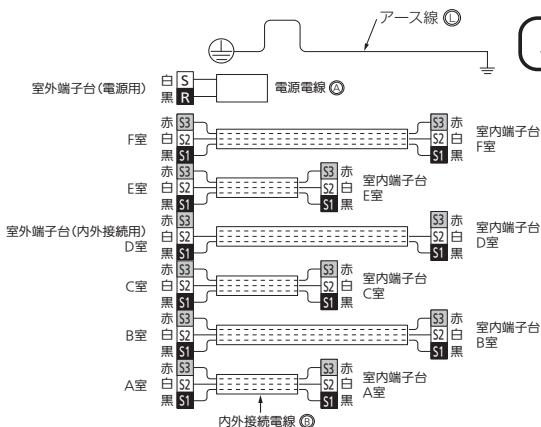 アース線 Ⓛ
室外端子台(電源用)
白 S
黒 R
電源電線 Ⓐ
F室
赤 S3
白 S2
黒 S1
S3 赤
S2 白
S1 黒
室内端子台
F室
E室
赤 S3
白 S2
黒 S1
S3 赤
S2 白
S1 黒
室内端子台
E室
室外端子台(内外接続用)
D室
赤 S3
白 S2
黒 S1
S3 赤
S2 白
S1 黒
室内端子台
D室
C室
赤 S3
白 S2
黒 S1
S3 赤
S2 白
S1 黒
室内端子台
C室
B室
赤 S3
白 S2
黒 S1
S3 赤
S2 白
S1 黒
室内端子台
B室
A室
赤 S3
白 S2
黒 S1
S3 赤
S2 白
S1 黒
室内端子台
A室
内外接続電線 Ⓑ